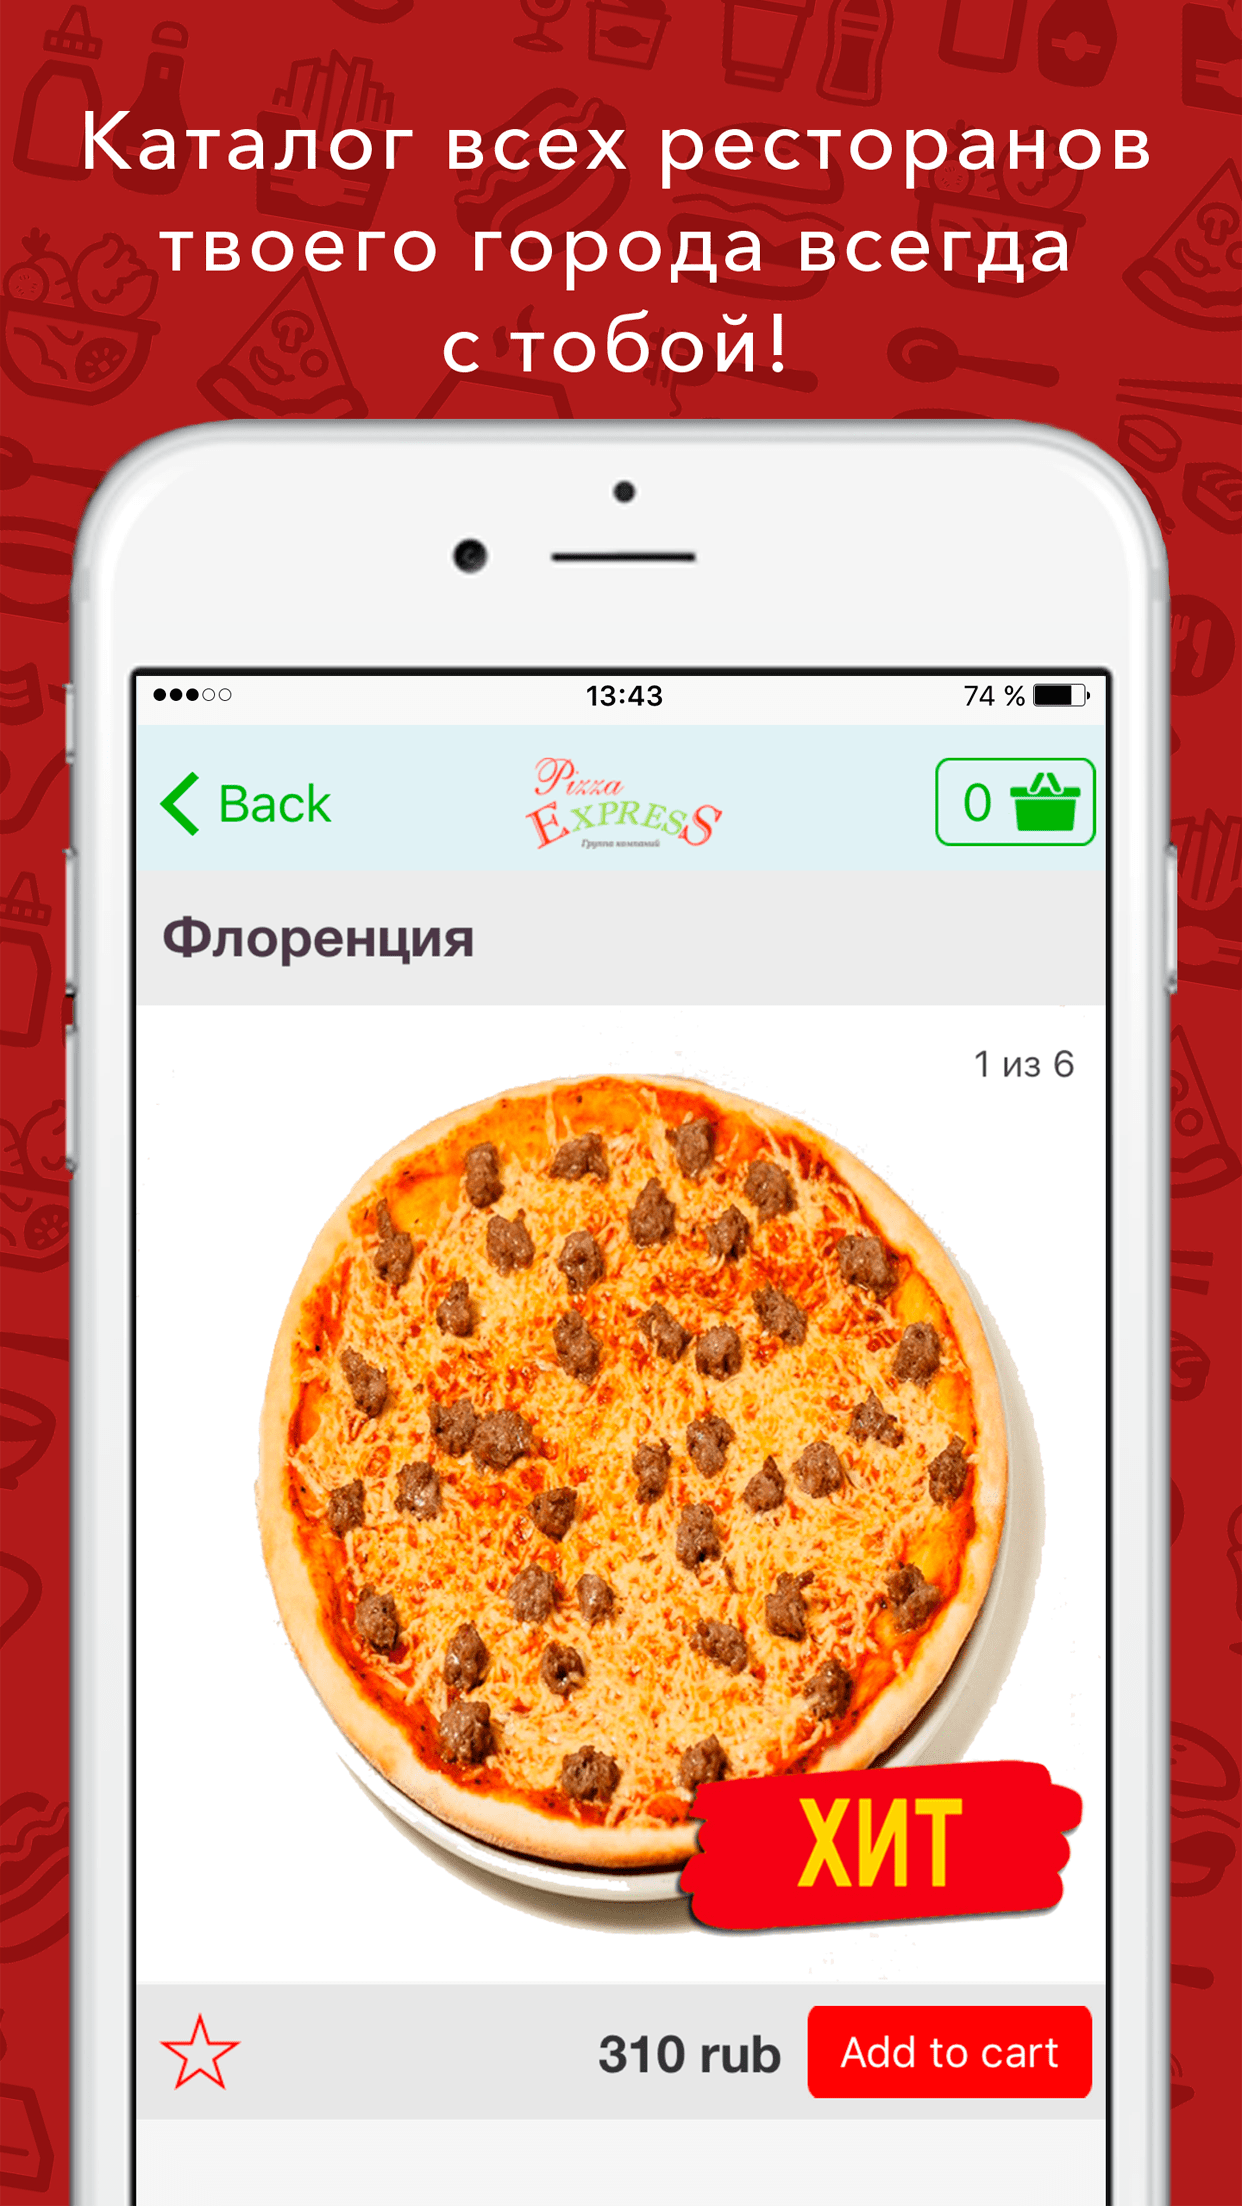 Каталог всех ресторанов
твоего города всегда
с тобой!
13:43
74 %
Back
Pizza
EXPRESS
Группа компаний
0
Флоренция
1 из 6
ХИТ
310 rub
Add to cart